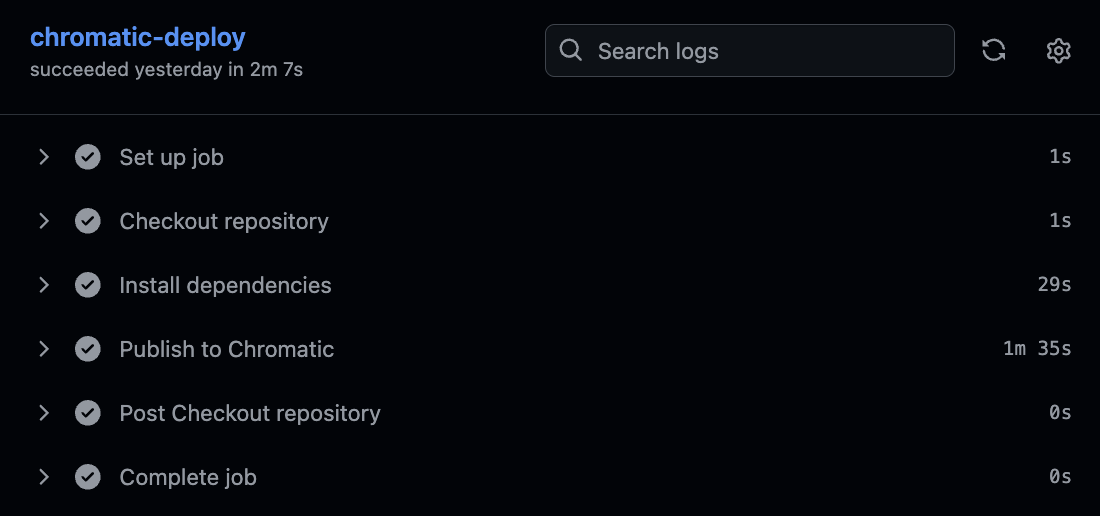 chromatic-deploy
succeeded yesterday in 2m 7s
Search logs
Set up job 1s
Checkout repository 1s
Install dependencies 29s
Publish to Chromatic 1m 35s
Post Checkout repository 0s
Complete job 0s